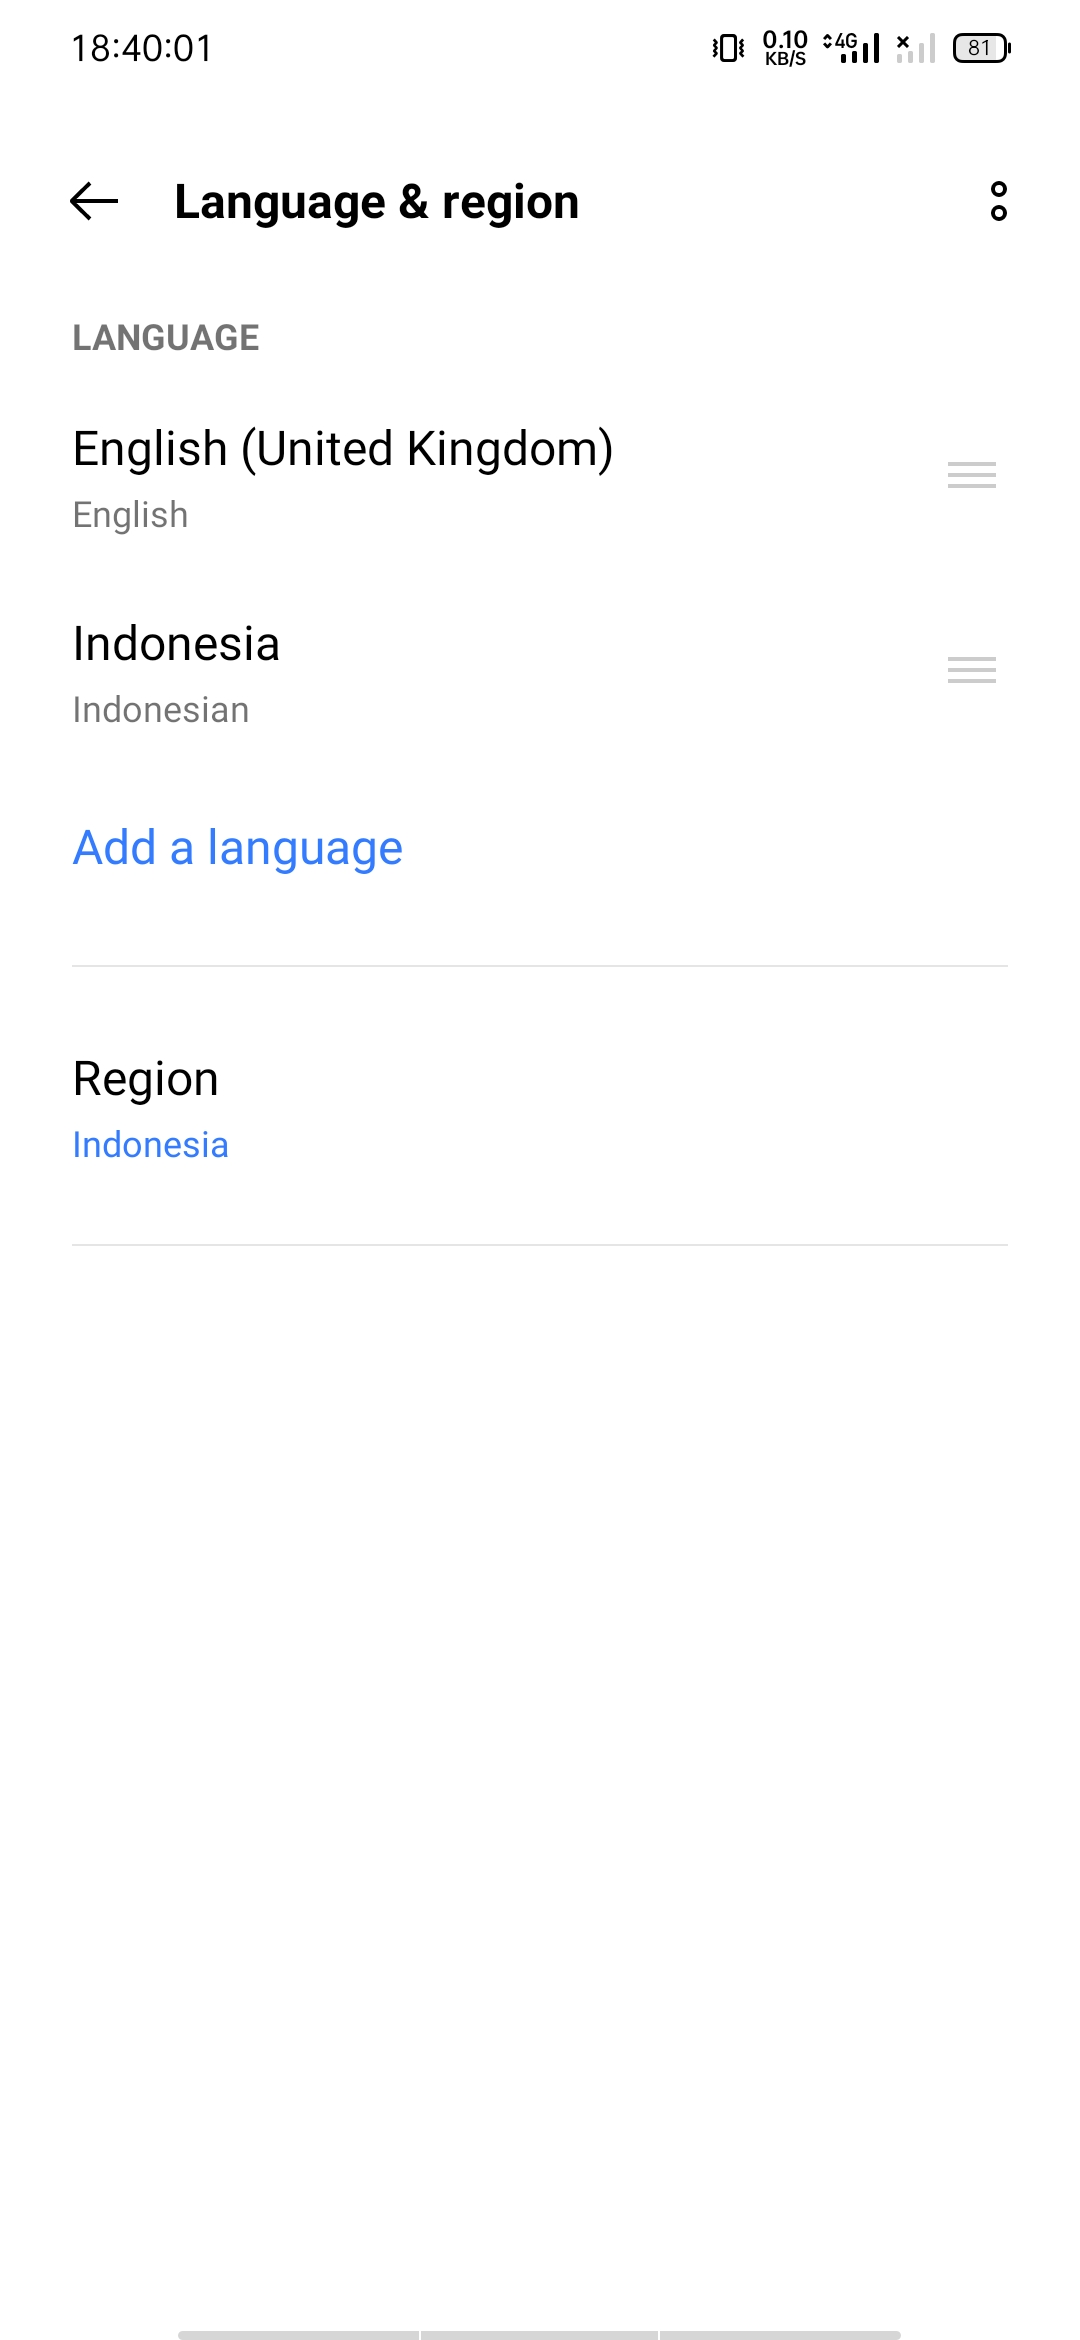 18:40:01
0.10
KB/S
4G
81
Language & region
LANGUAGE
English (United Kingdom)
English
Indonesia
Indonesian
Add a language
Region
Indonesia